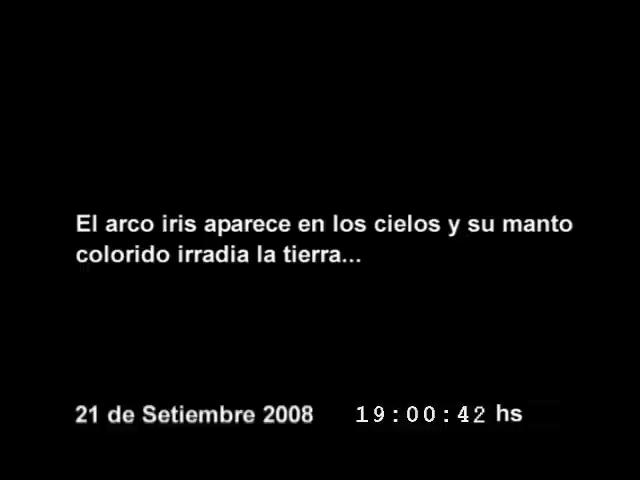 El arco iris aparece en los cielos y su manto
colorido irradia la tierra...
21 de Setiembre 2008 19:00:42 hs